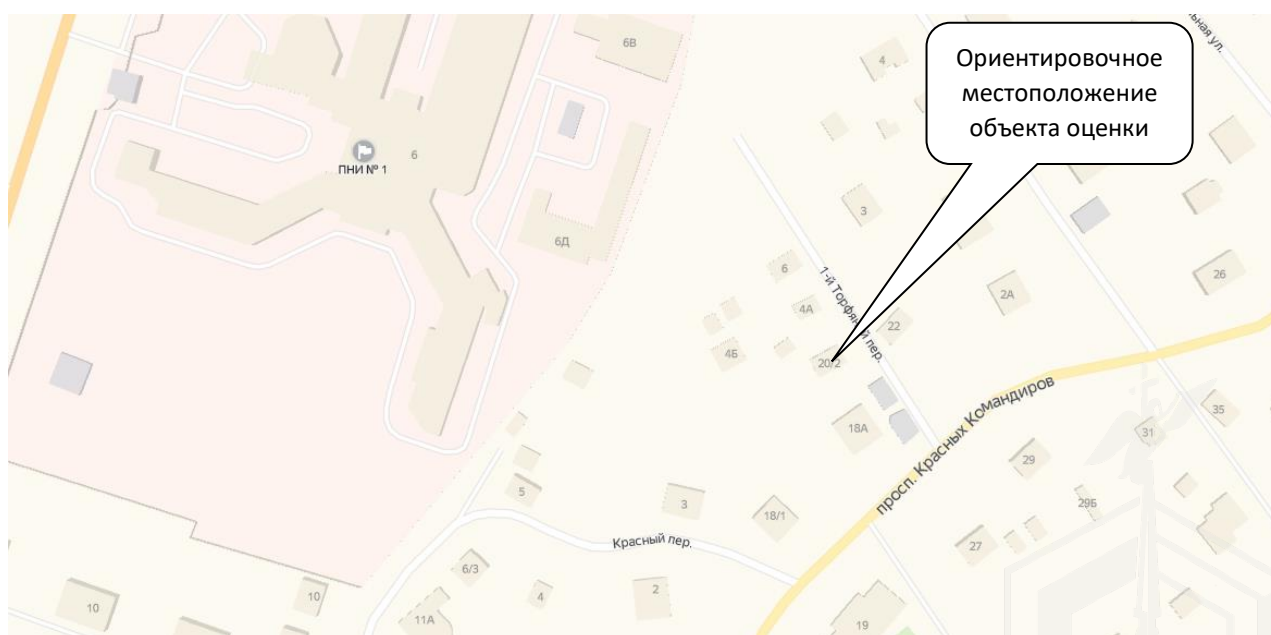 6В
4
льная ул.
Ориентировочное
местоположение
объекта оценки
ПНИ № 1
6
3
6Д
6
1-й Торфяной пер.
26
2А
4А
22
4Б
20/2
18А
просп. Красных Командиров
35
31
29
5
3
18/1
29Б
Красный пер.
27
6/3
4
2
10
10
11А
19